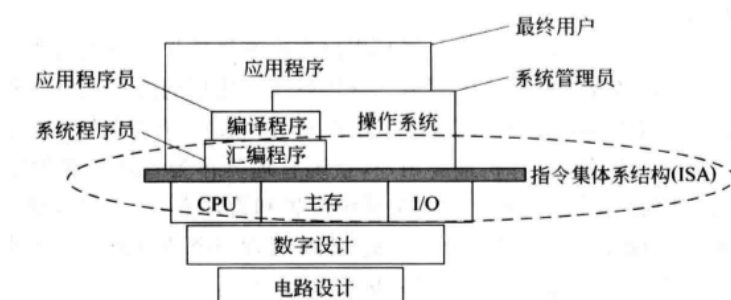 最终用户
应用程序
应用程序员
系统管理员
编译程序
操作系统
系统程序员
汇编程序
指令集体系结构(ISA)
CPU
主存
I/O
数字设计
电路设计